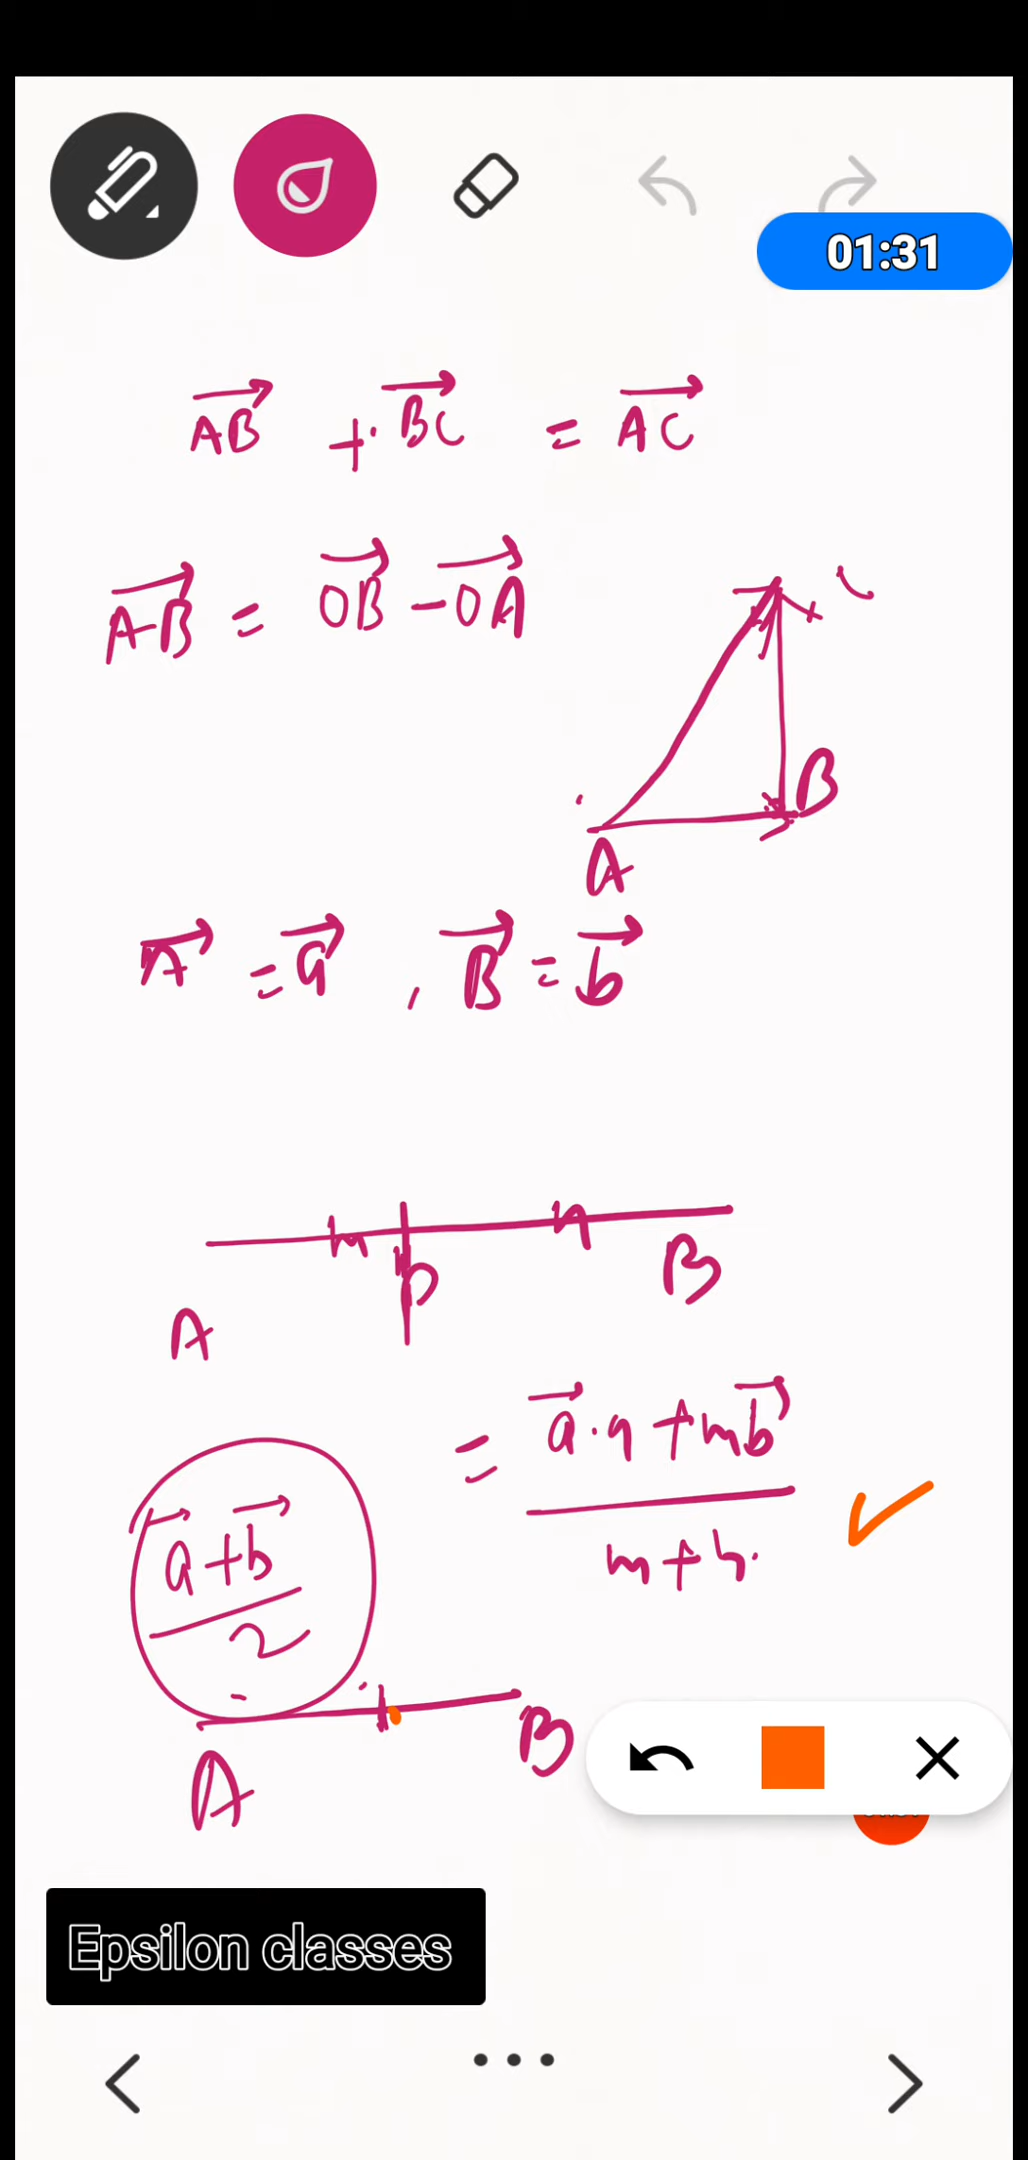 01:31
AB + BC = AC
AB = OB - OA
C
B
A
A = a , B = b
m n
P
A B
= a.n + mb
m + n.
a + b
2
A B
Epsilon classes